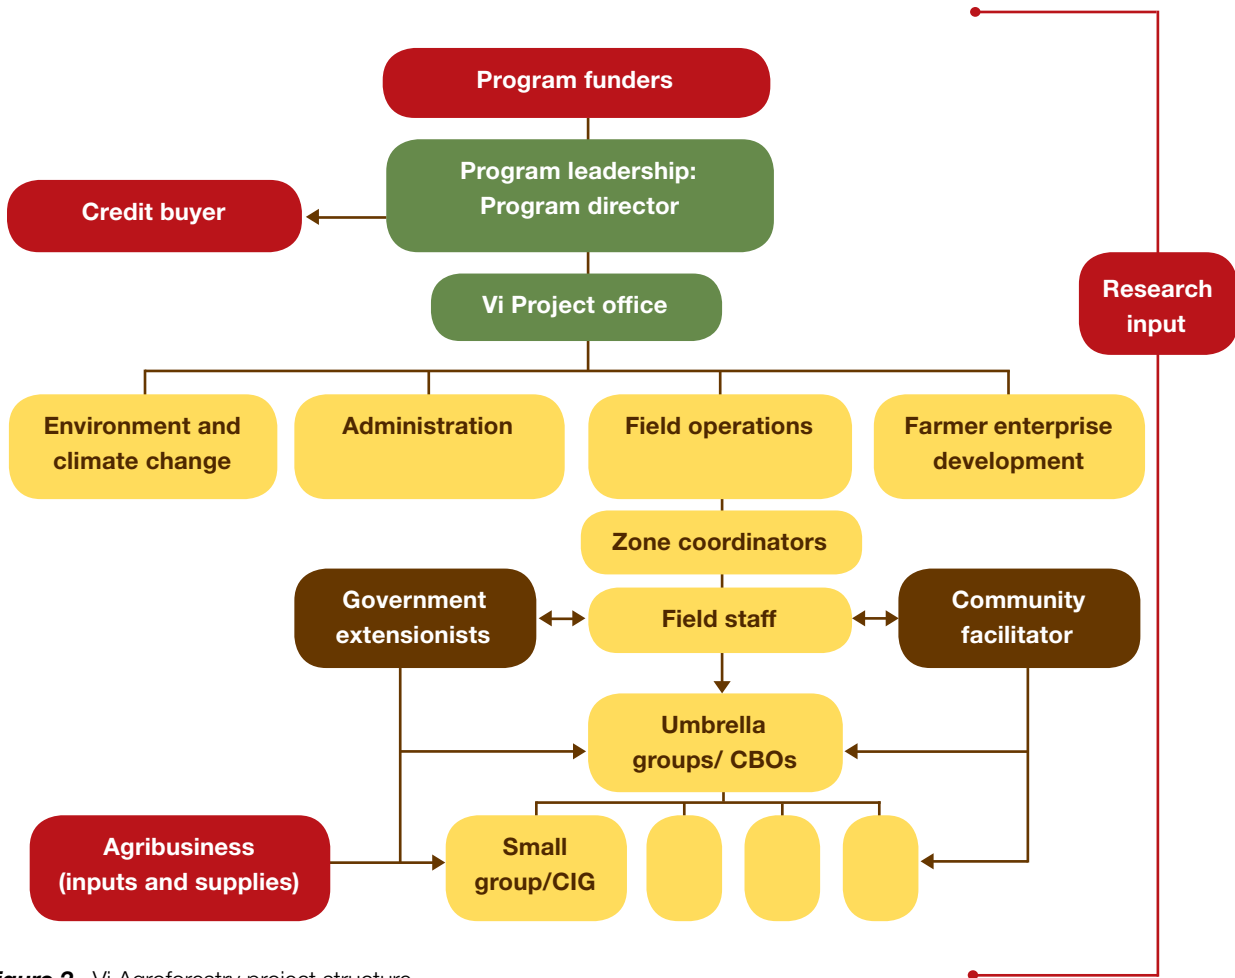 Program funders
Program leadership:
Program director
Credit buyer
Vi Project office
Research
input
Environment and
climate change
Administration
Field operations
Farmer enterprise
development
Zone coordinators
Government
extensionists
Field staff
Community
facilitator
Umbrella
groups/ CBOs
Agribusiness
(inputs and supplies)
Small
group/CIG